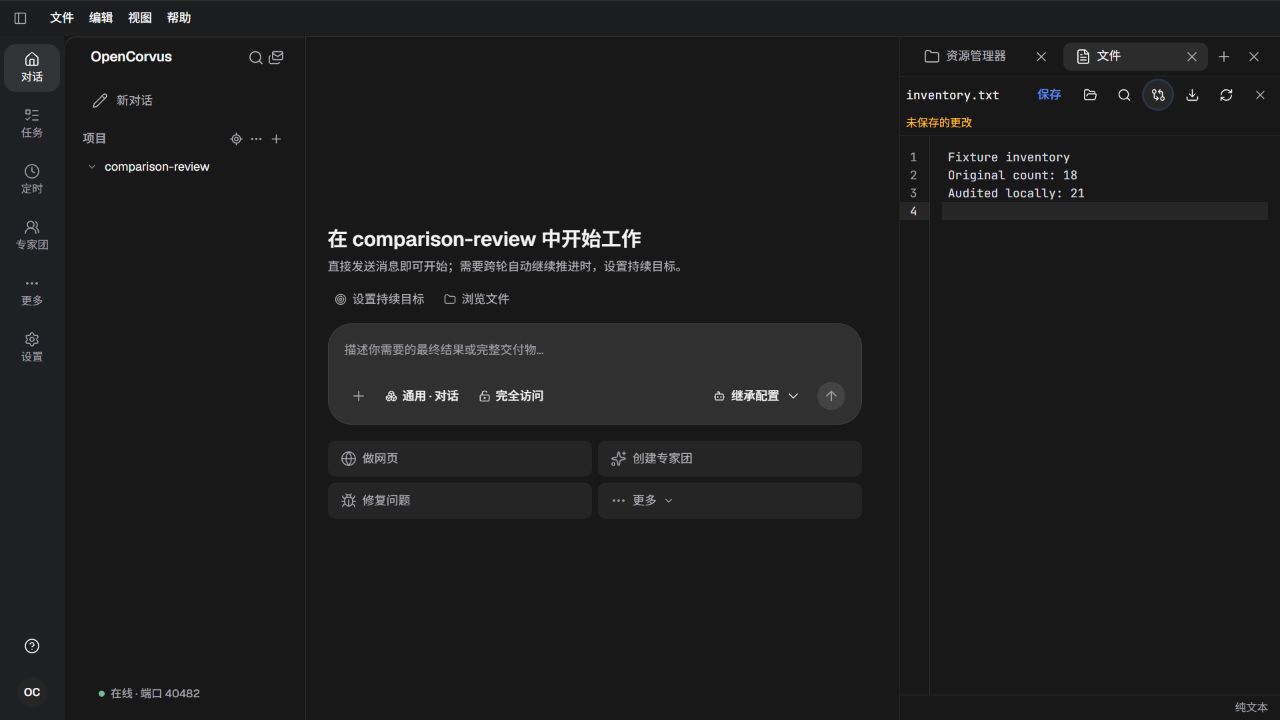 文件 编辑 视图 帮助
对话
任务
定时
专家团
更多
设置
OC
OpenCorvus
新对话
项目
comparison-review
在线 · 端口 40482
在 comparison-review 中开始工作
直接发送消息即可开始；需要跨轮自动继续推进时，设置持续目标。
设置持续目标 浏览文件
描述你需要的最终结果或完整交付物...
通用 · 对话 完全访问 继承配置
做网页 创建专家团
修复问题 更多
资源管理器 文件
inventory.txt 保存
未保存的更改
1 Fixture inventory
2 Original count: 18
3 Audited locally: 21
4
纯文本